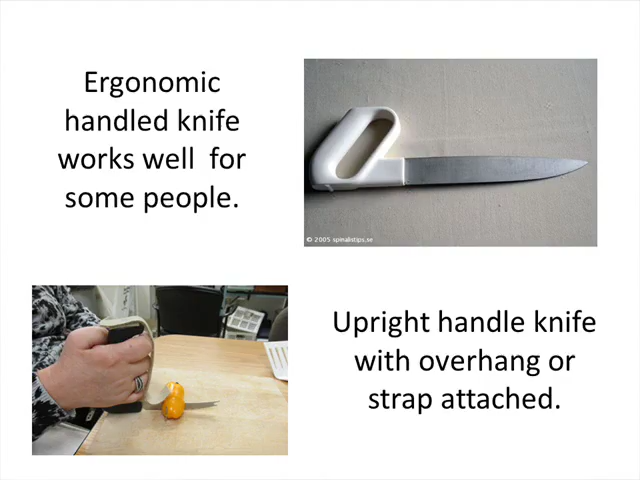 Ergonomic
handled knife
works well for
some people.
© 2005 spinalistips.se
Upright handle knife
with overhang or
strap attached.